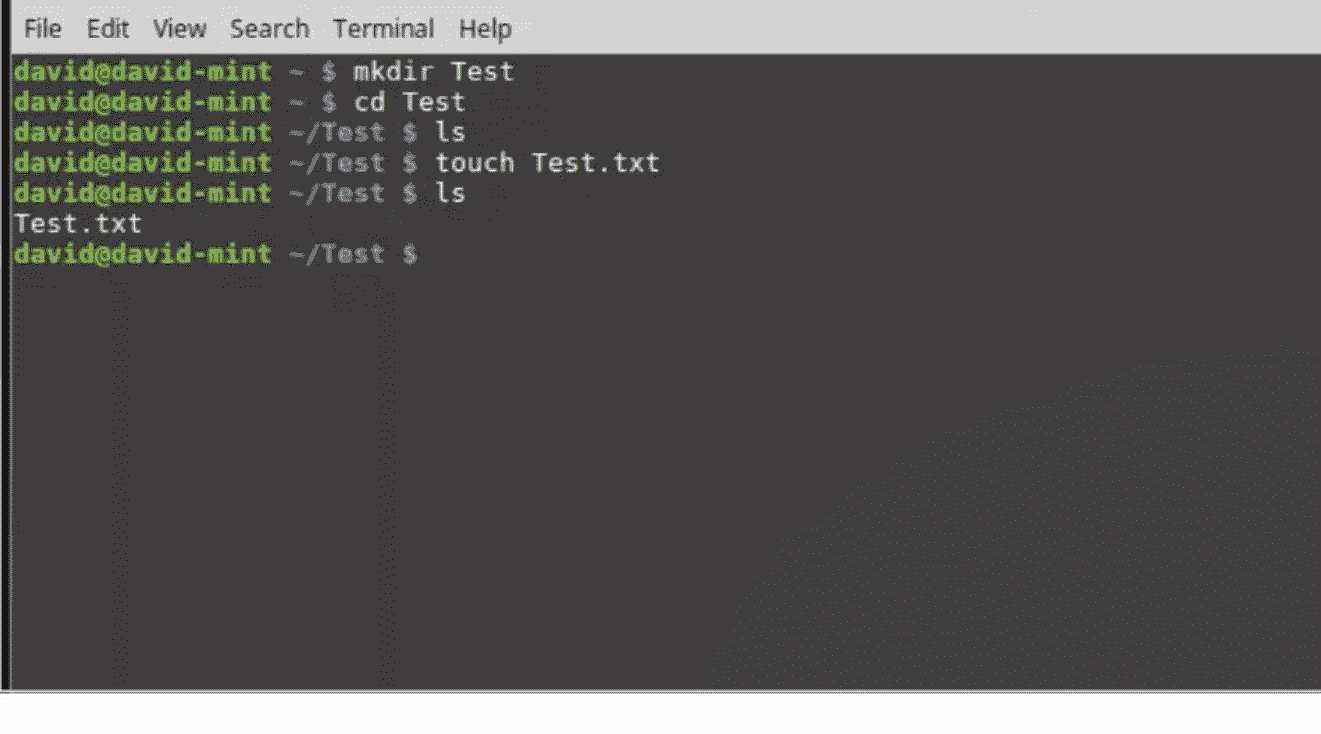 File Edit View Search Terminal Help
david@david-mint ~ $ mkdir Test
david@david-mint ~ $ cd Test
david@david-mint ~/Test $ ls
david@david-mint ~/Test $ touch Test.txt
david@david-mint ~/Test $ ls
Test.txt
david@david-mint ~/Test $